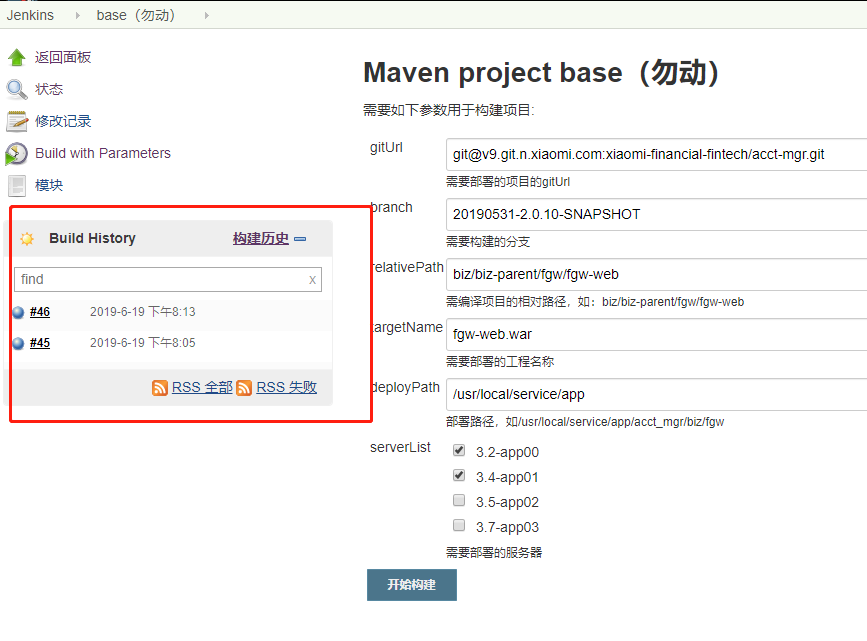 Jenkins base（勿动）
返回面板
状态
修改记录
Build with Parameters
模块
Build History 构建历史
find x
#46 2019-6-19 下午8:13
#45 2019-6-19 下午8:05
RSS 全部 RSS 失败
Maven project base（勿动）
需要如下参数用于构建项目:
gitUrl
git@v9.git.n.xiaomi.com:xiaomi-financial-fintech/acct-mgr.git
需要部署的项目的gitUrl
branch
20190531-2.0.10-SNAPSHOT
需要构建的分支
relativePath
biz/biz-parent/fgw/fgw-web
需编译项目的相对路径，如：biz/biz-parent/fgw/fgw-web
targetName
fgw-web.war
需要部署的工程名称
deployPath
/usr/local/service/app
部署路径，如/usr/local/service/app/acct_mgr/biz/fgw
serverList
3.2-app00
3.4-app01
3.5-app02
3.7-app03
需要部署的服务器
开始构建